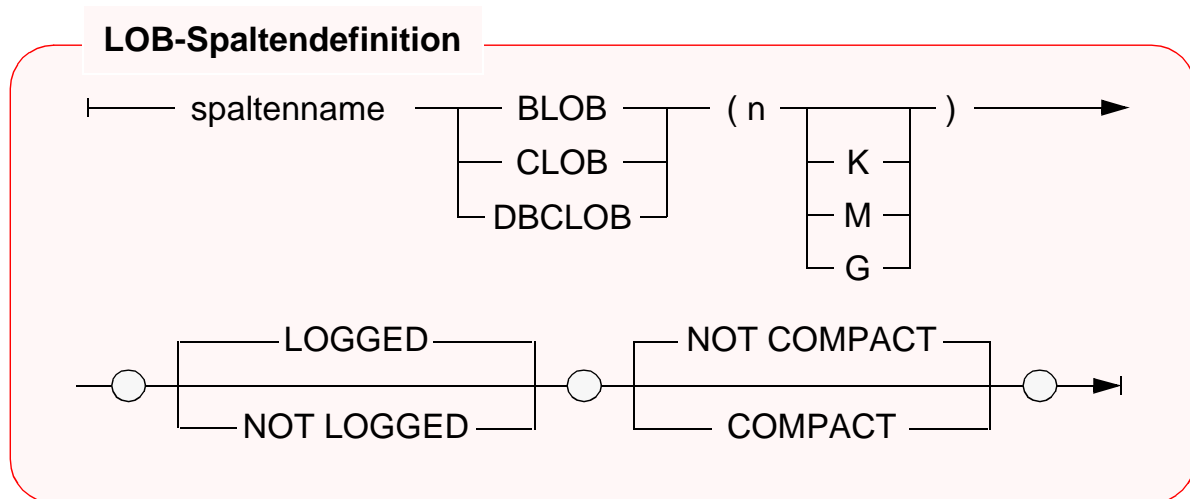 LOB-Spaltendefinition
spaltenname BLOB ( n )
CLOB K
DBCLOB M
G
LOGGED NOT COMPACT
NOT LOGGED COMPACT